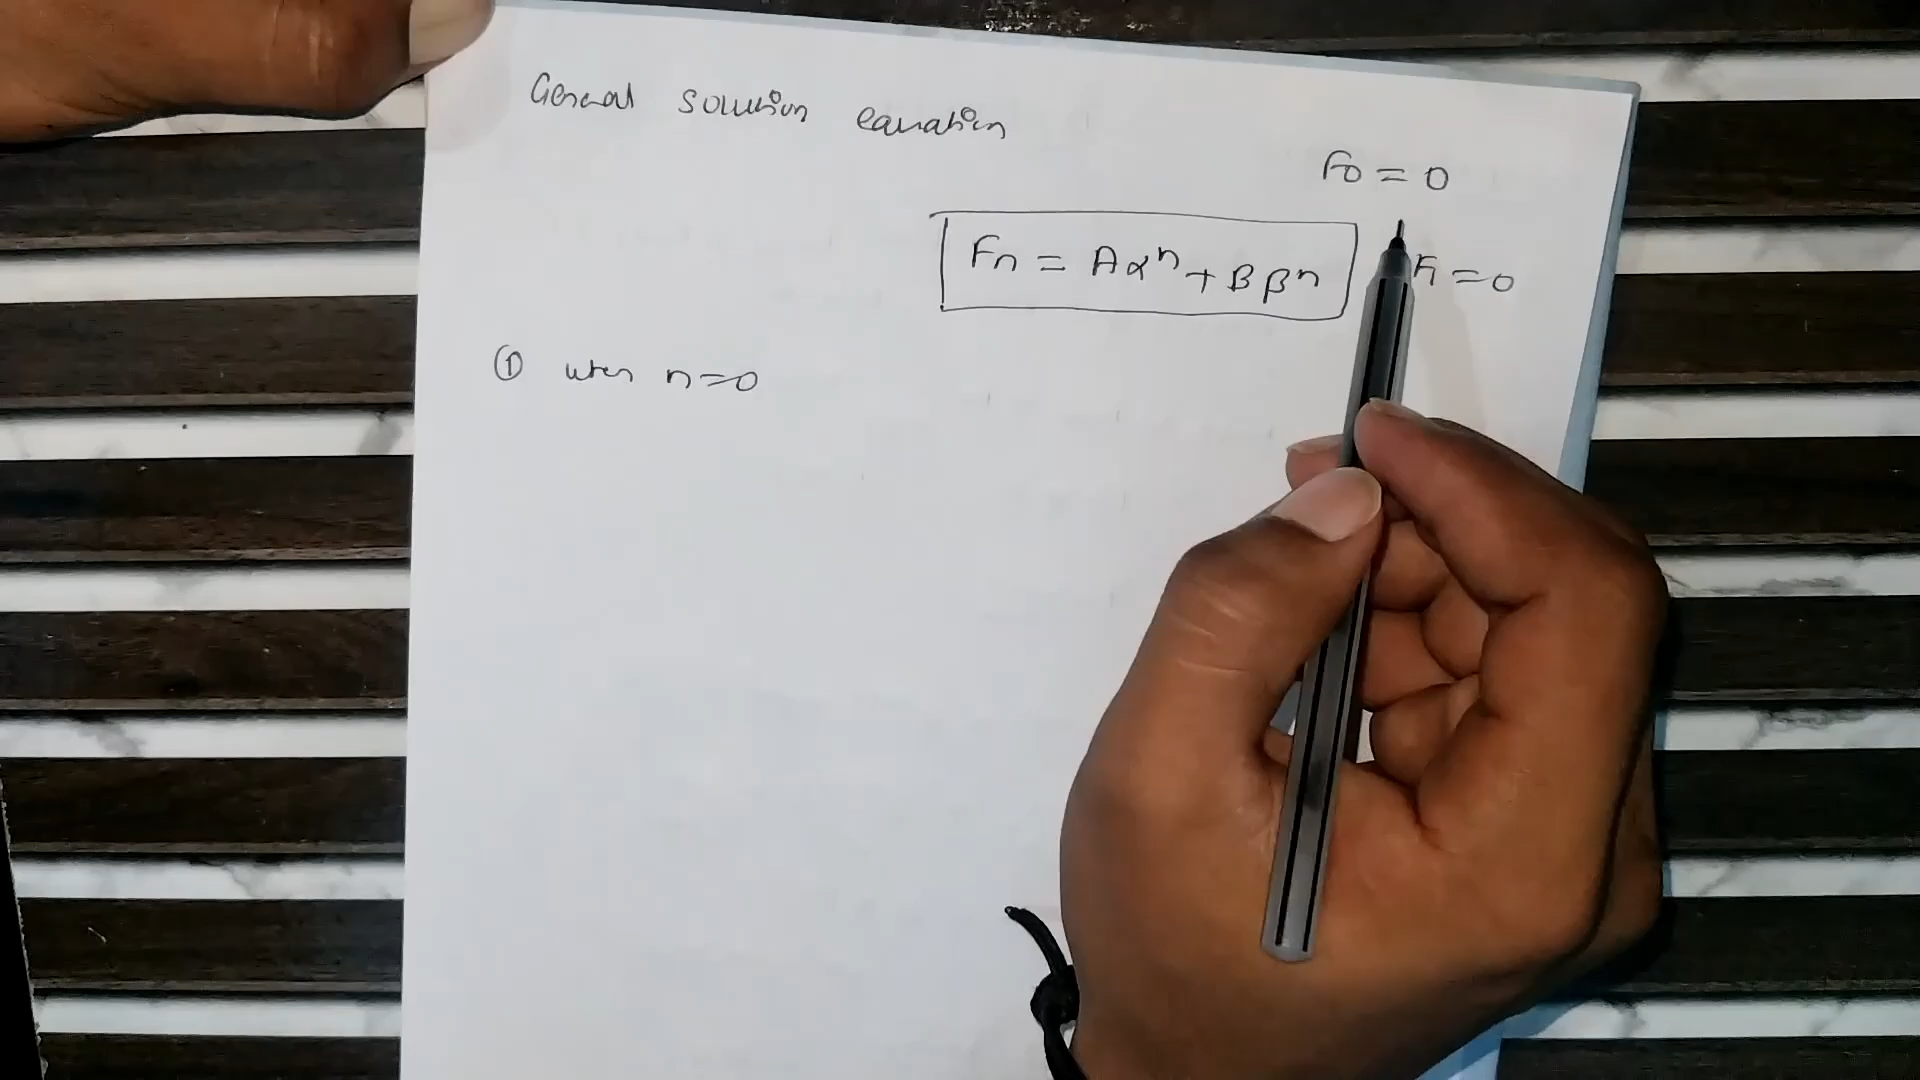 General solution equation
F0 = 0
Fn = Aαⁿ + Bβⁿ
F1 = 0
① when n=0